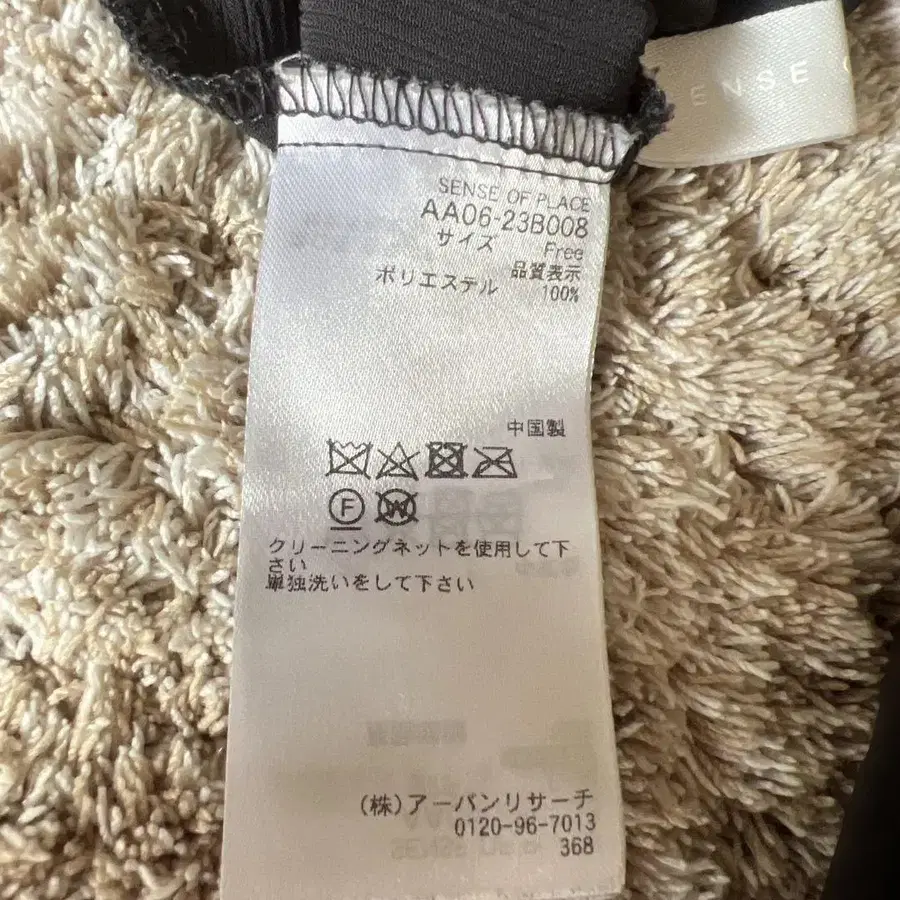 ENSE
SENSE OF PLACE
AA06-23B008
サイズ Free
品質表示
ポリエステル 100%
中国製
F W
クリーニングネットを使用して下
さい
単独洗いをして下さい
(株)アーバンリサーチ
0120-96-7013
368